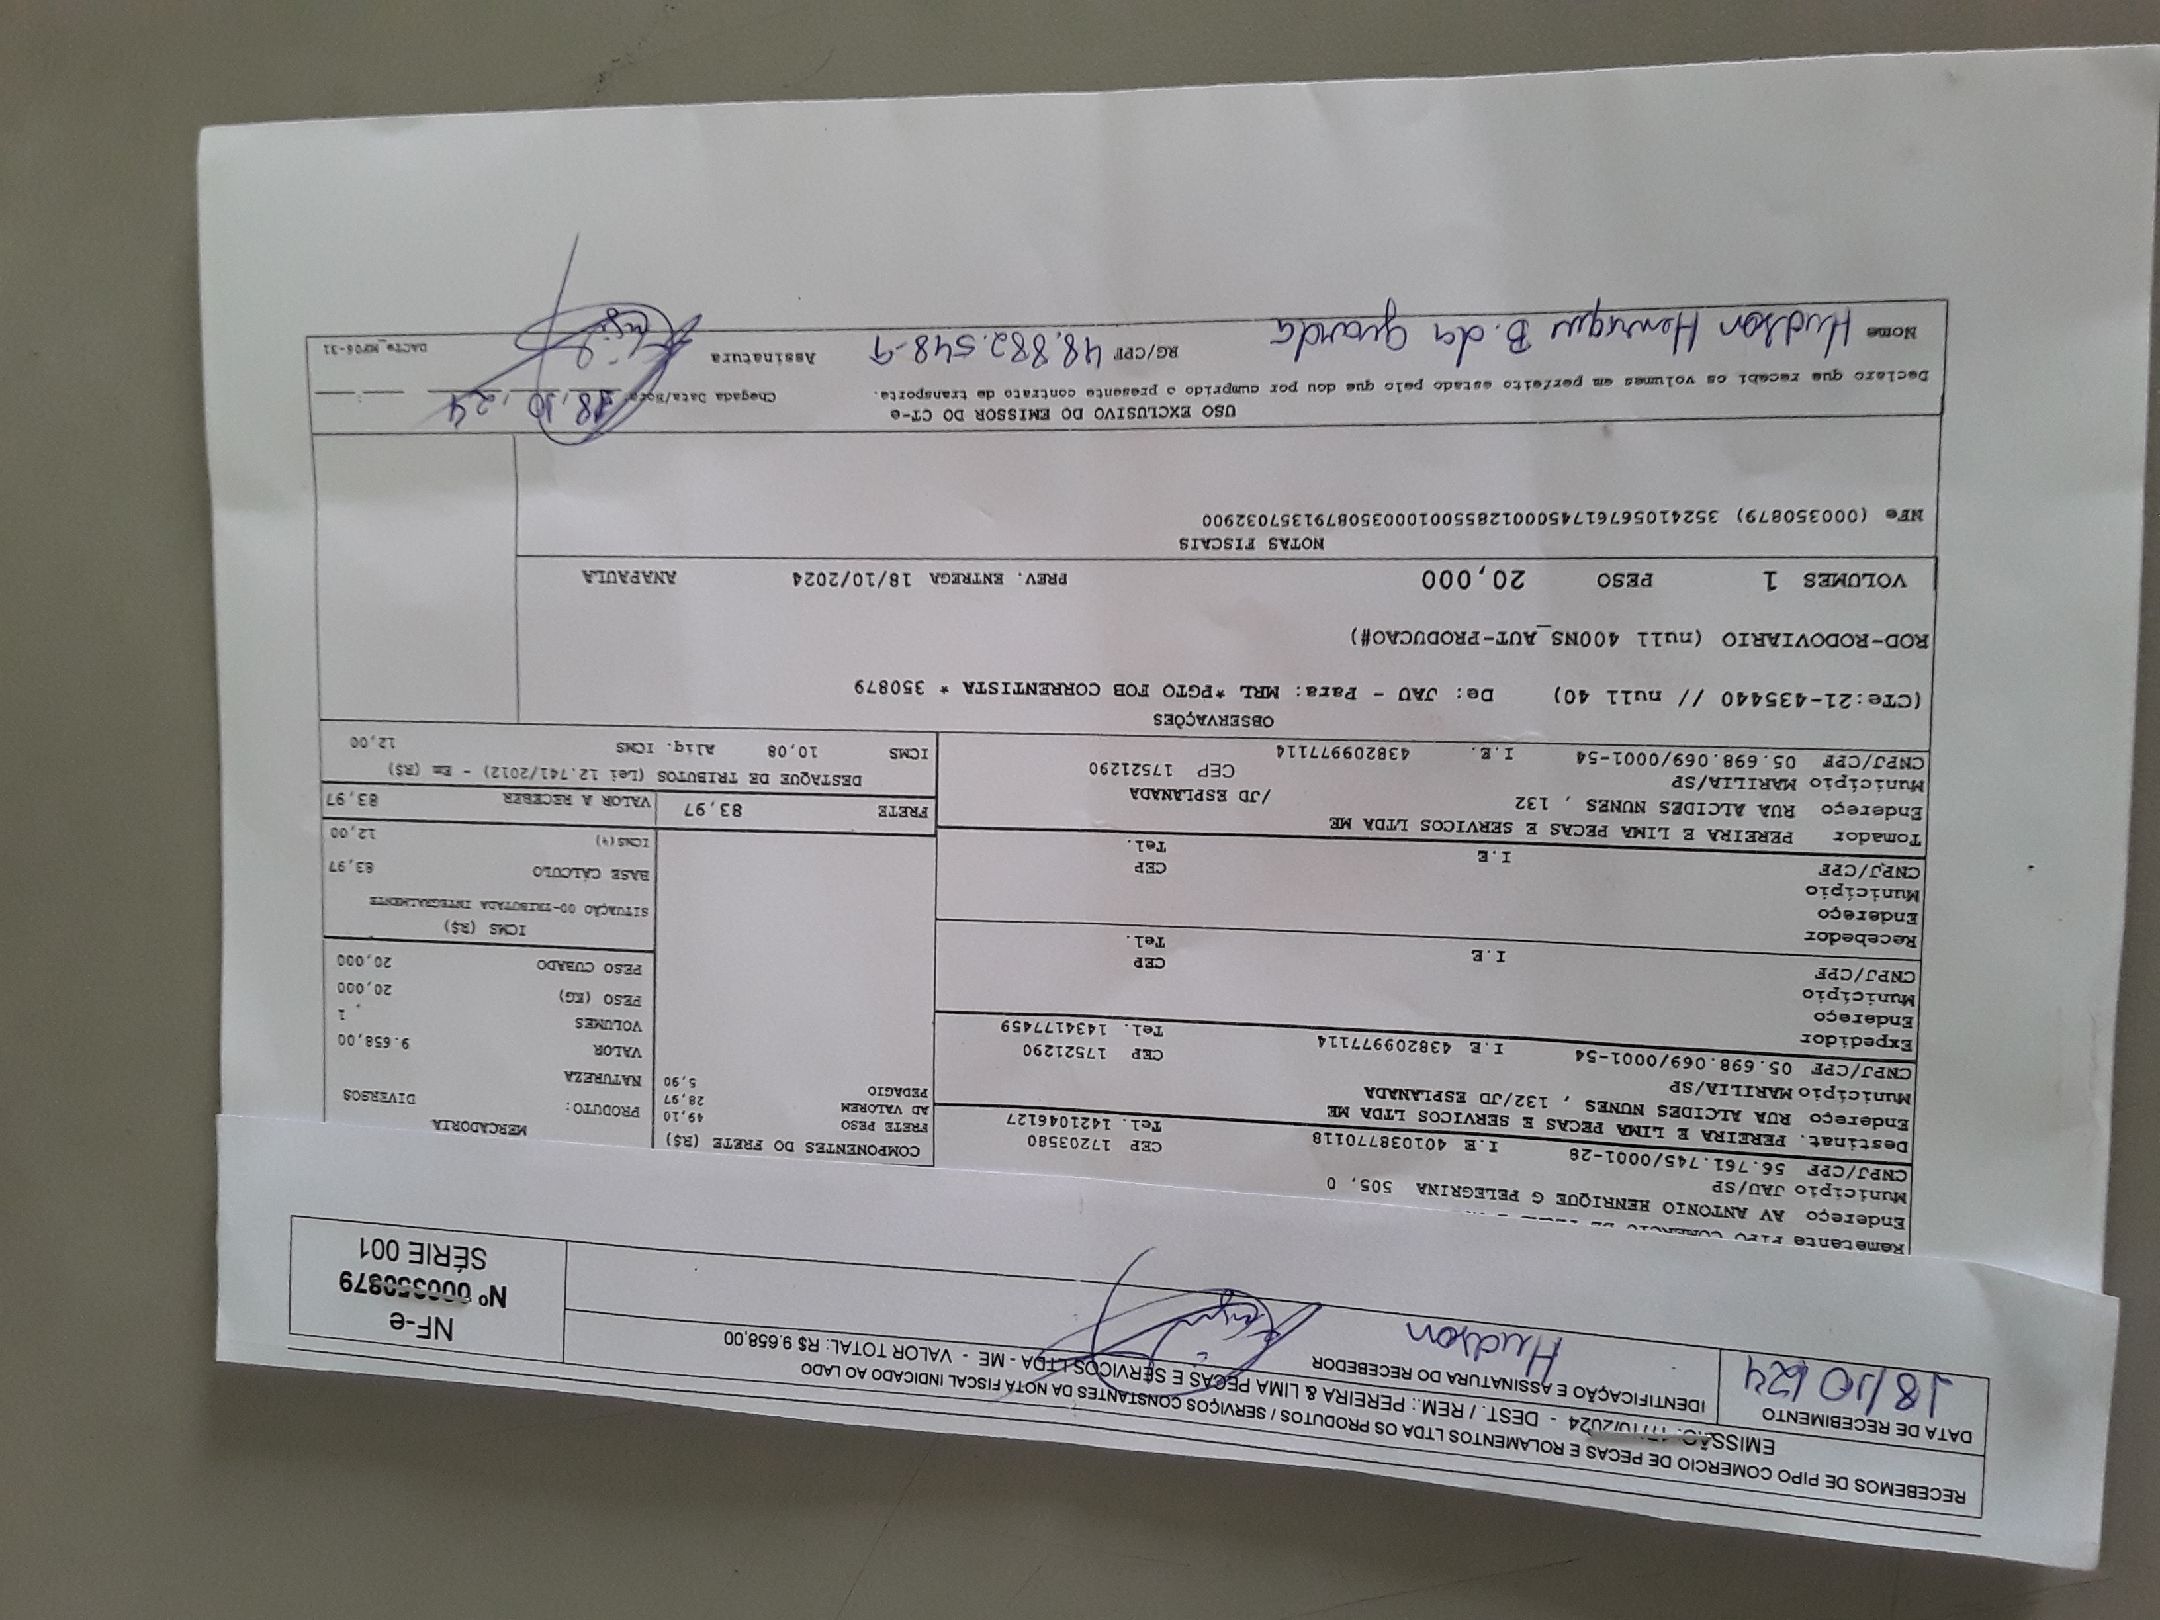 RECEBEMOS DE PIPO COMERCIO DE PECAS E ROLAMENTOS LTDA OS PRODUTOS / SERVIÇOS CONSTANTES DA NOTA FISCAL INDICADO AO LADO
EMISSÃO: 17/10/2024 - DEST. / REM.: PEREIRA & LIMA PECAS E SERVICOS LTDA - ME - VALOR TOTAL: R$ 9.658,00
DATA DE RECEBIMENTO
18/10/24
IDENTIFICAÇÃO E ASSINATURA DO RECEBEDOR
Hudson
NF-e
Nº 000350879
SÉRIE 001
Remetente PIPO COMERCIO DE
Endereço AV ANTONIO HENRIQUE G PELEGRINA 505, 0
Município JAU/SP CEP 17203580
CNPJ/CPF 56.761.745/0001-28 I.E 401038770118 Tel. 1421046127
Destinat. PEREIRA E LIMA PECAS E SERVICOS LTDA ME
Endereço RUA ALCIDES NUNES , 132/JD ESPLANADA
Município MARILIA/SP CEP 17521290
CNPJ/CPF 05.698.069/0001-54 I.E 438209977114 Tel. 1434177459
Expedidor
Endereço
Município CEP
CNPJ/CPF I.E Tel.
Recebedor
Endereço
Município CEP
CNPJ/CPF I.E Tel.
Tomador PEREIRA E LIMA PECAS E SERVICOS LTDA ME
Endereço RUA ALCIDES NUNES , 132 /JD ESPLANADA
Município MARILIA/SP CEP 17521290
CNPJ/CPF 05.698.069/0001-54 I.E. 438209977114
COMPONENTES DO FRETE (R$)
FRETE PESO 49,10
AD VALOREM 28,97
PEDAGIO 5,90
MERCADORIA
PRODUTO: DIVERSOS
NATUREZA
VALOR 9.658,00
VOLUMES 1
PESO (KG) 20,000
PESO CUBADO 20,000
ICMS (R$)
SITUAÇÃO 00-TRIBUTADA INTEGRALMENTE
BASE CÁLCULO 83,97
ICMS(%) 12,00
FRETE 83,97 VALOR A RECEBER 83,97
DESTAQUE DE TRIBUTOS (Lei 12.741/2012) - Em (R$)
ICMS 10,08 Aliq. ICMS 12,00
OBSERVAÇÕES
(CTe:21-435440 // null 40) De: JAU - Para: MRL *PGTO FOB CORRENTISTA * 350879
ROD-RODOVIARIO (null 400NS_AUT-PRODUCAO#)
VOLUMES 1 PESO 20,000 PREV. ENTREGA 18/10/2024 ANAPAULA
NOTAS FISCAIS
NFe (000350879) 35241056761745000128550010003508791357032900
USO EXCLUSIVO DO EMISSOR DO CT-e
Declaro que recebi os volumes em perfeito estado pelo que dou por cumprido o presente contrato de transporte.
Chegada Data/Hora 18,10,24
Nome Hudson Henrique B. da Guarda RG/CPF 48.882.548-9 Assinatura
DACTe_MP06-31